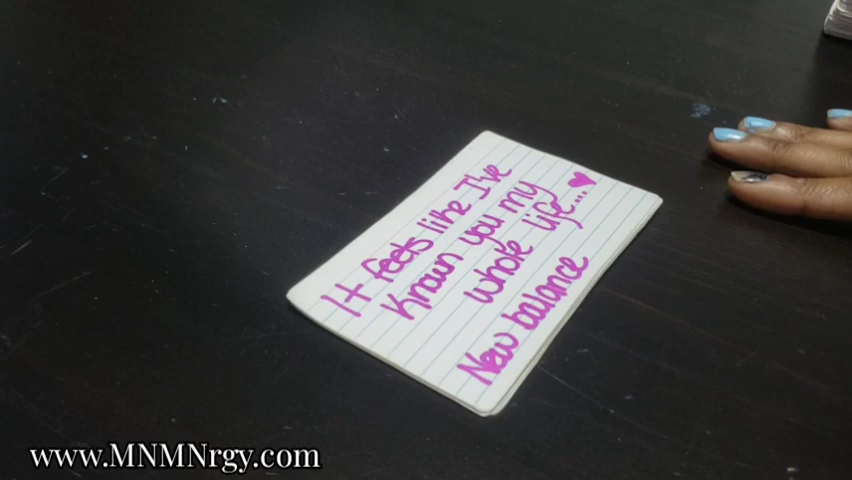 It feels like I've
Known you my
whole life...♥
New balance
www.MNMNrgy.com